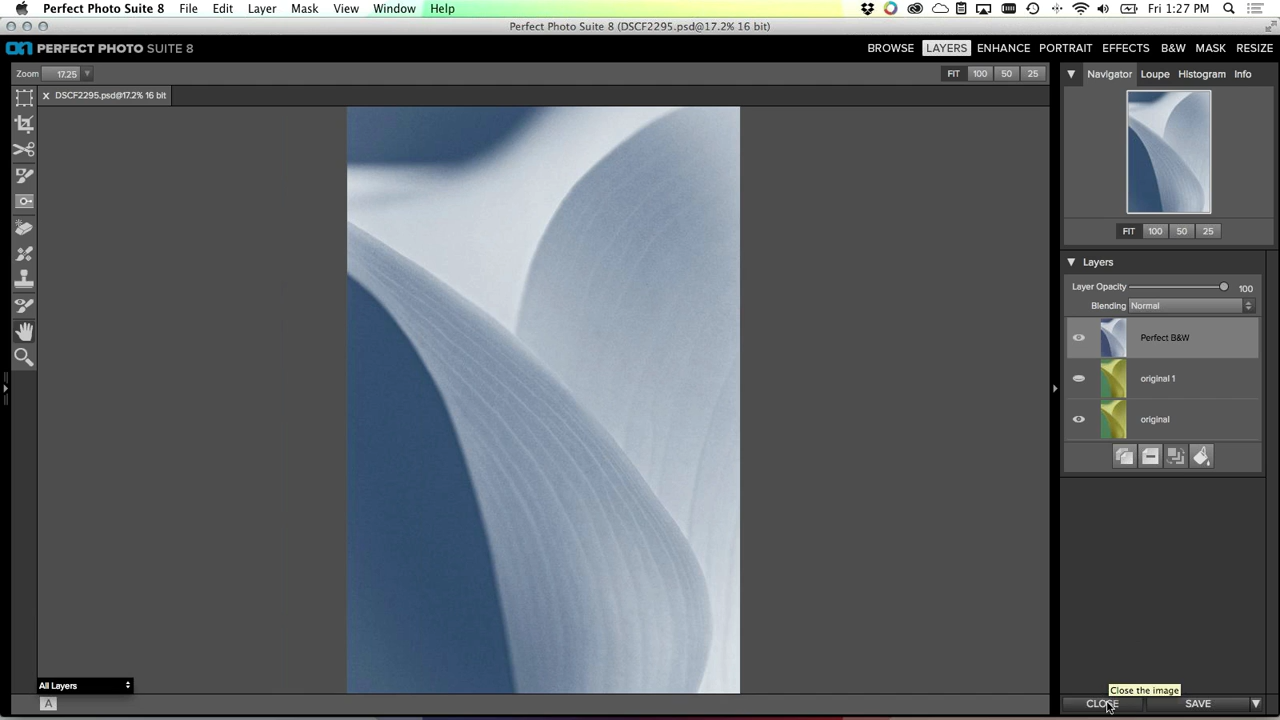 Perfect Photo Suite 8 File Edit Layer Mask View Window Help Fri 1:27 PM
Perfect Photo Suite 8 (DSCF2295.psd@17.2% 16 bit)
PERFECT PHOTO SUITE 8 BROWSE LAYERS ENHANCE PORTRAIT EFFECTS B&W MASK RESIZE
Zoom 17.25 FIT 100 50 25 Navigator Loupe Histogram Info
x DSCF2295.psd@17.2% 16 bit
FIT 100 50 25
Layers
Layer Opacity 100
Blending Normal
Perfect B&W
original 1
original
All Layers
Close the image
A CLOSE SAVE